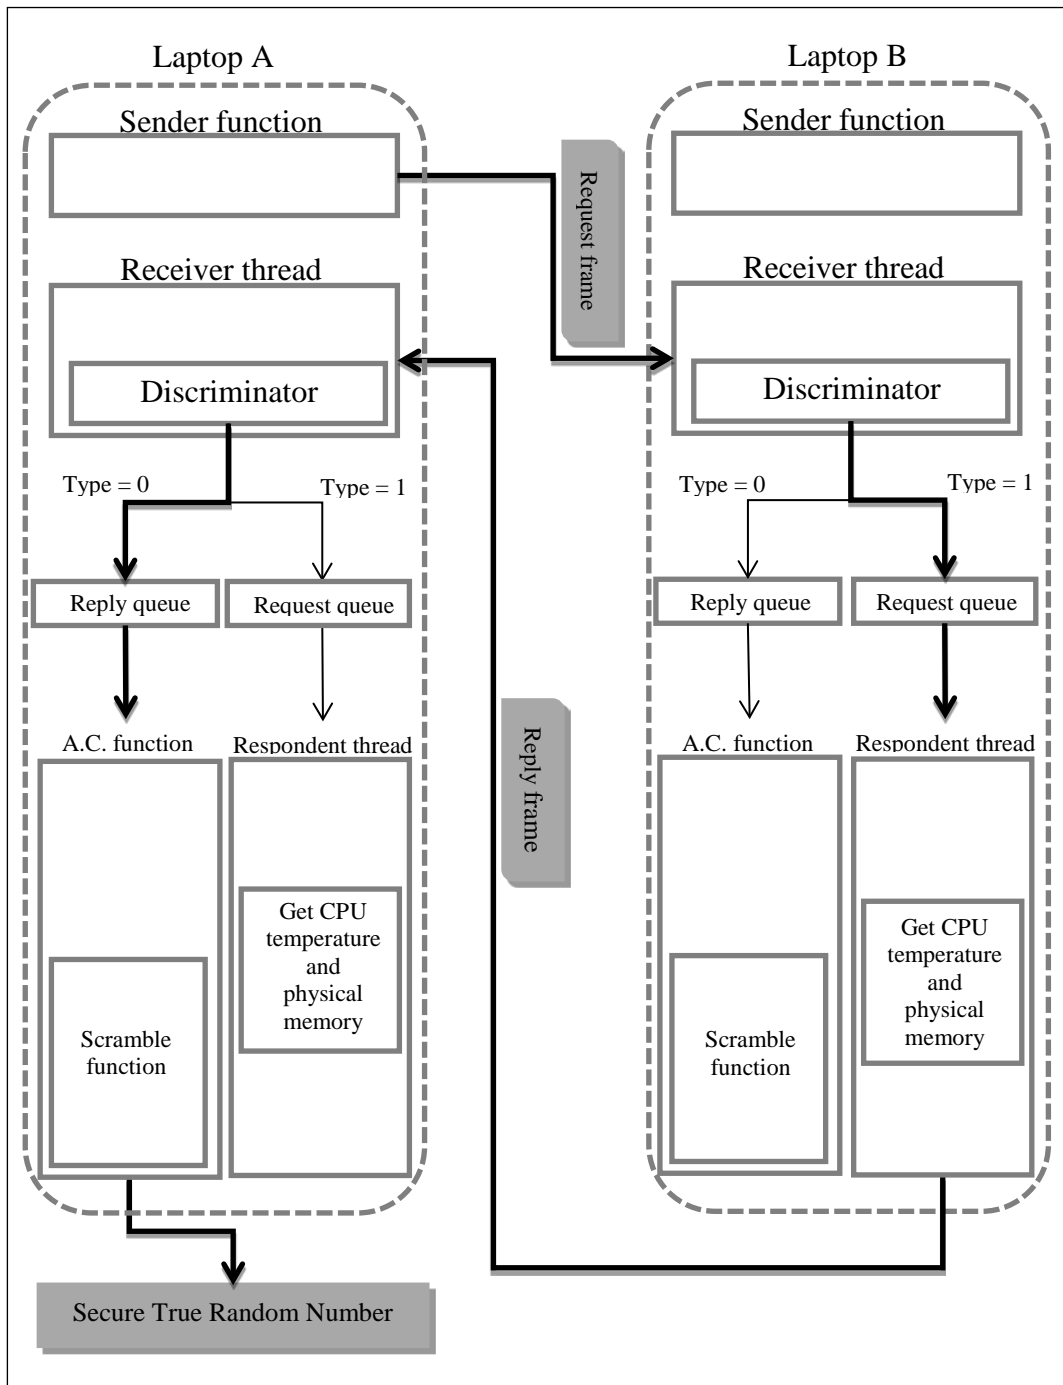 Laptop A
Laptop B
Sender function
Sender function
Request frame
Receiver thread
Receiver thread
Discriminator
Discriminator
Type = 0
Type = 1
Type = 0
Type = 1
Reply queue
Request queue
Reply queue
Request queue
Reply frame
A.C. function
Respondent thread
A.C. function
Respondent thread
Get CPU
temperature
and
physical
memory
Get CPU
temperature
and
physical
memory
Scramble
function
Scramble
function
Secure True Random Number